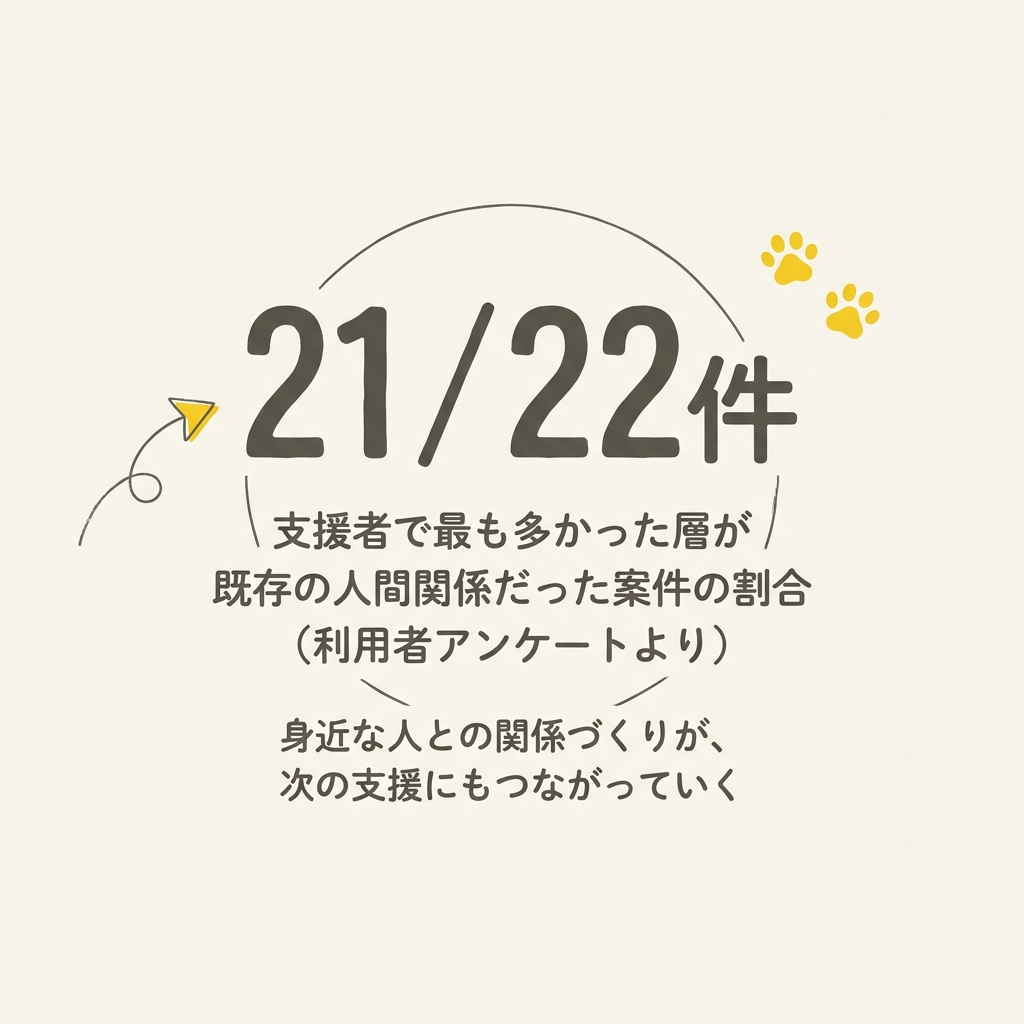 21/22件
支援者で最も多かった層が
既存の人間関係だった案件の割合
（利用者アンケートより）
身近な人との関係づくりが、
次の支援にもつながっていく